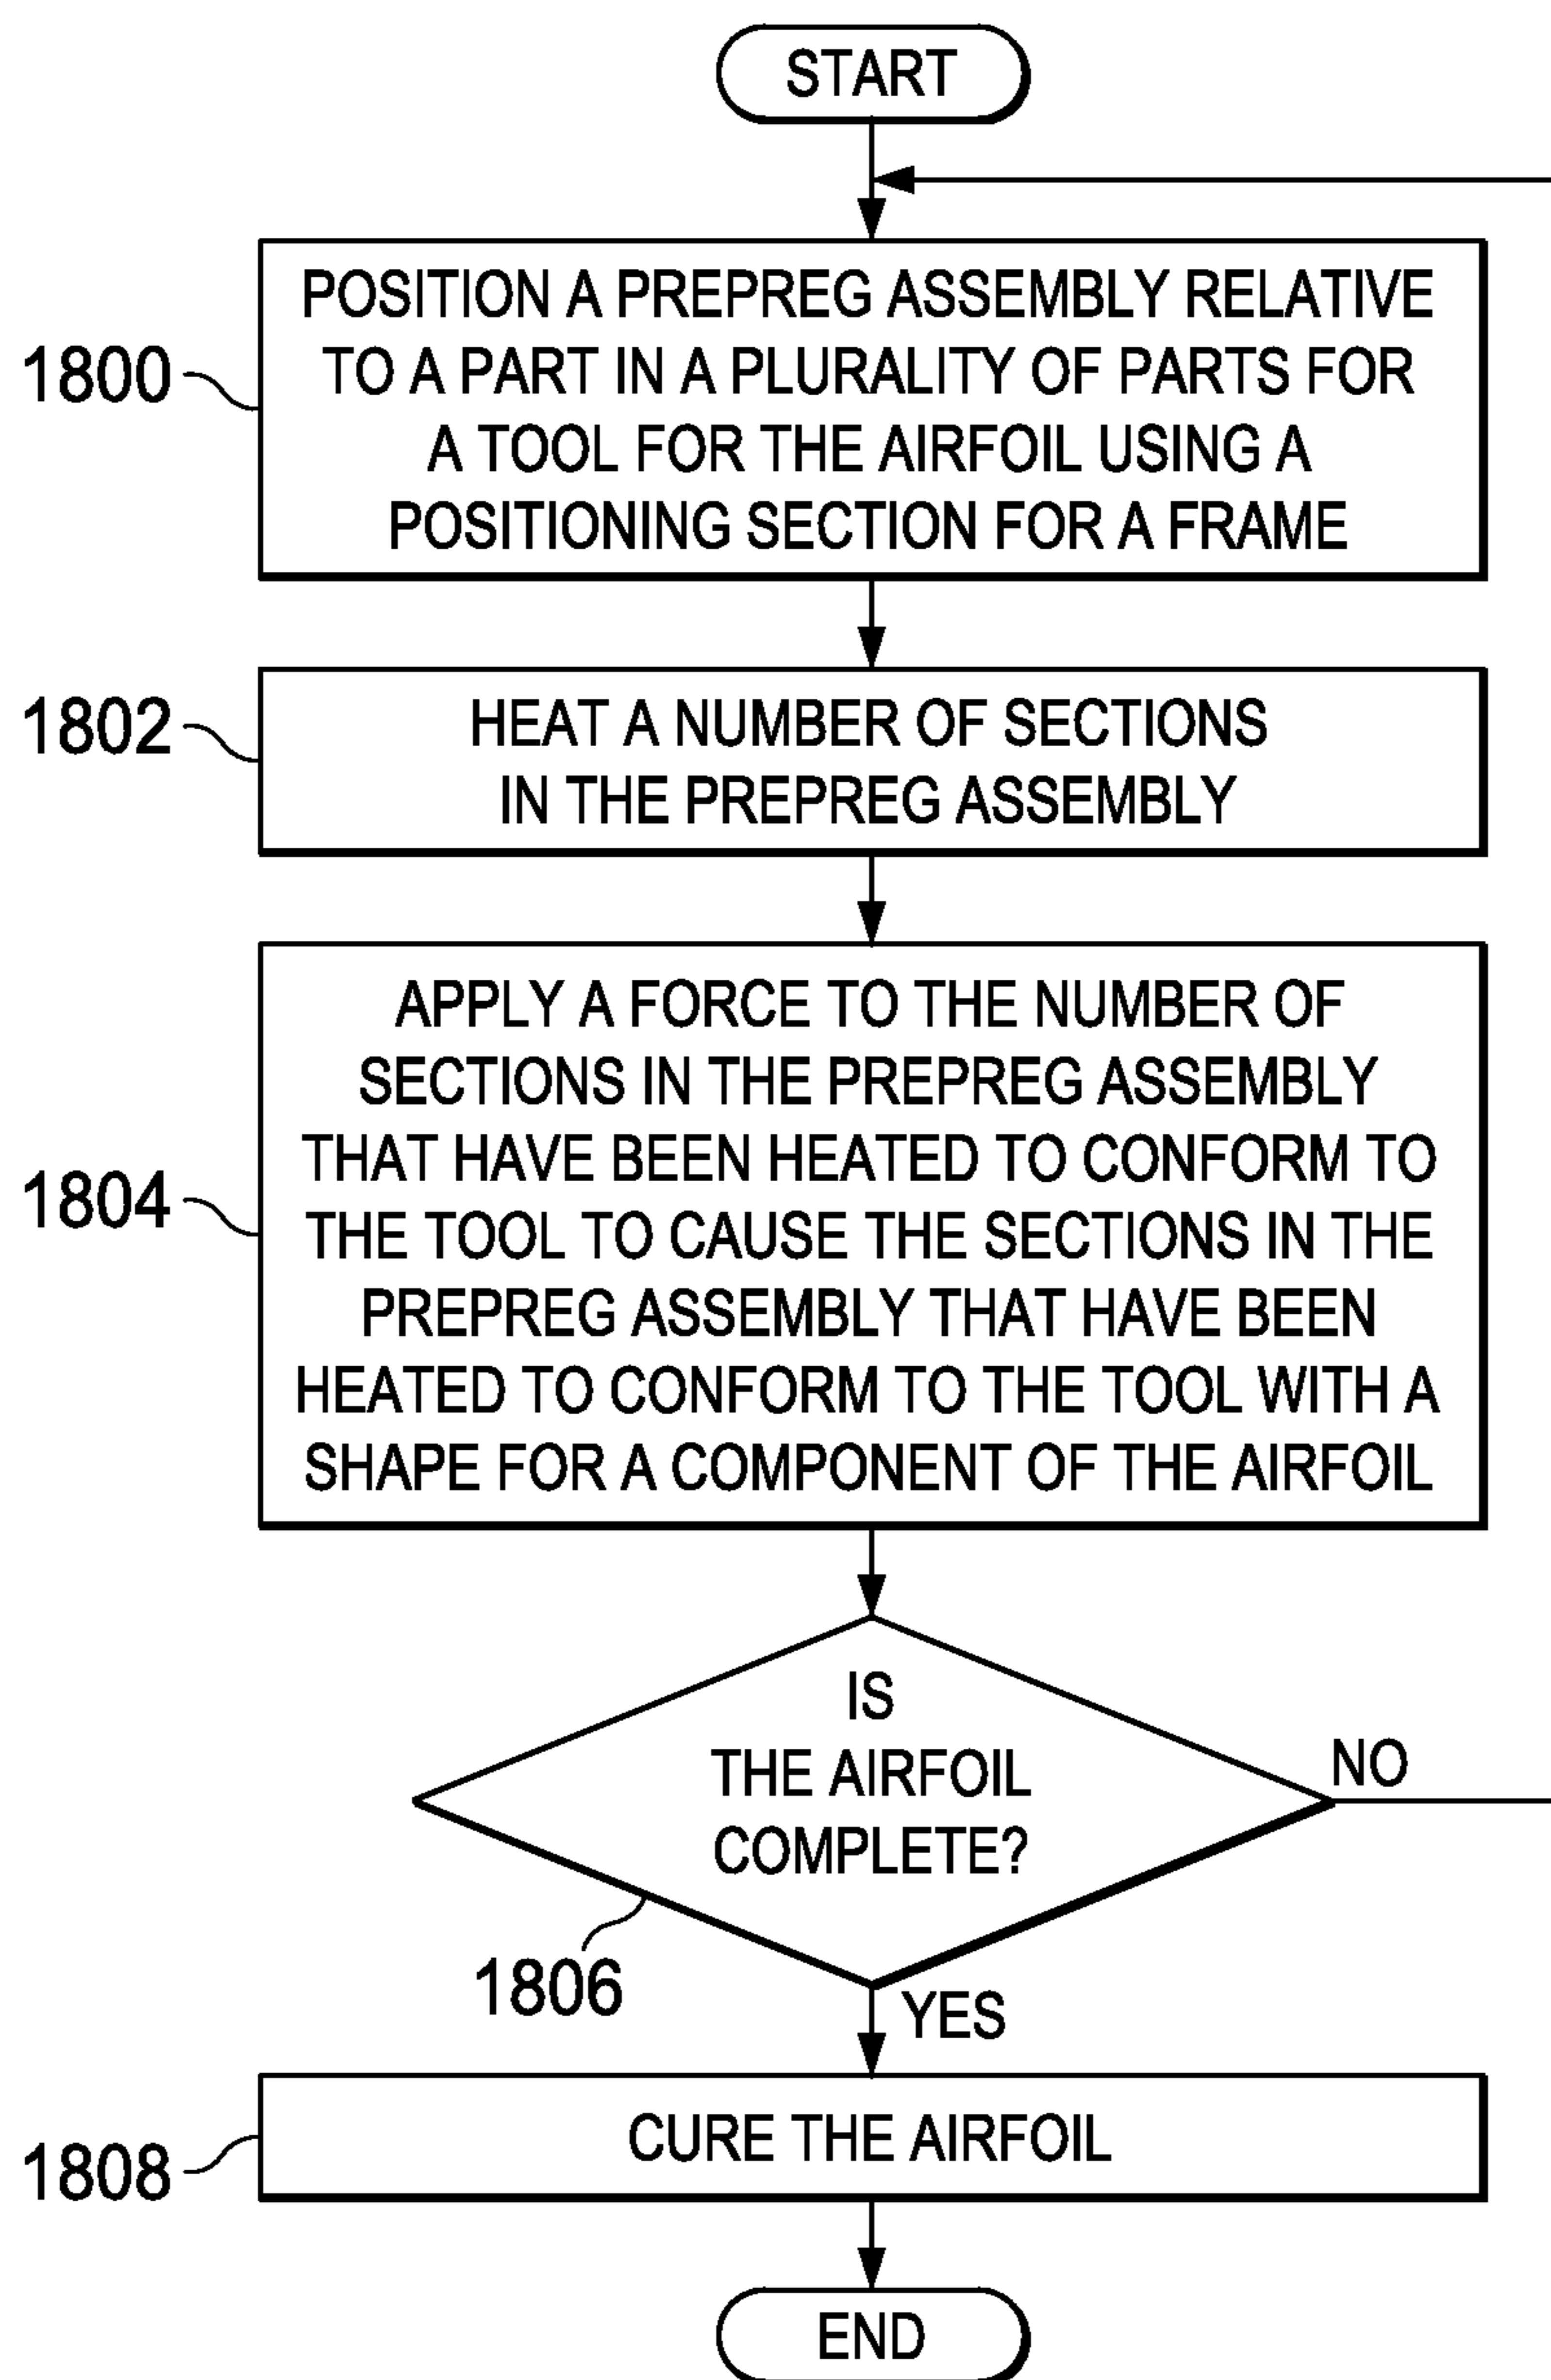 START
POSITION A PREPREG ASSEMBLY RELATIVE
TO A PART IN A PLURALITY OF PARTS FOR
A TOOL FOR THE AIRFOIL USING A
POSITIONING SECTION FOR A FRAME
1800
HEAT A NUMBER OF SECTIONS
IN THE PREPREG ASSEMBLY
1802
APPLY A FORCE TO THE NUMBER OF
SECTIONS IN THE PREPREG ASSEMBLY
THAT HAVE BEEN HEATED TO CONFORM TO
THE TOOL TO CAUSE THE SECTIONS IN THE
PREPREG ASSEMBLY THAT HAVE BEEN
HEATED TO CONFORM TO THE TOOL WITH A
SHAPE FOR A COMPONENT OF THE AIRFOIL
1804
IS
THE AIRFOIL
COMPLETE?
NO
1806
YES
CURE THE AIRFOIL
1808
END